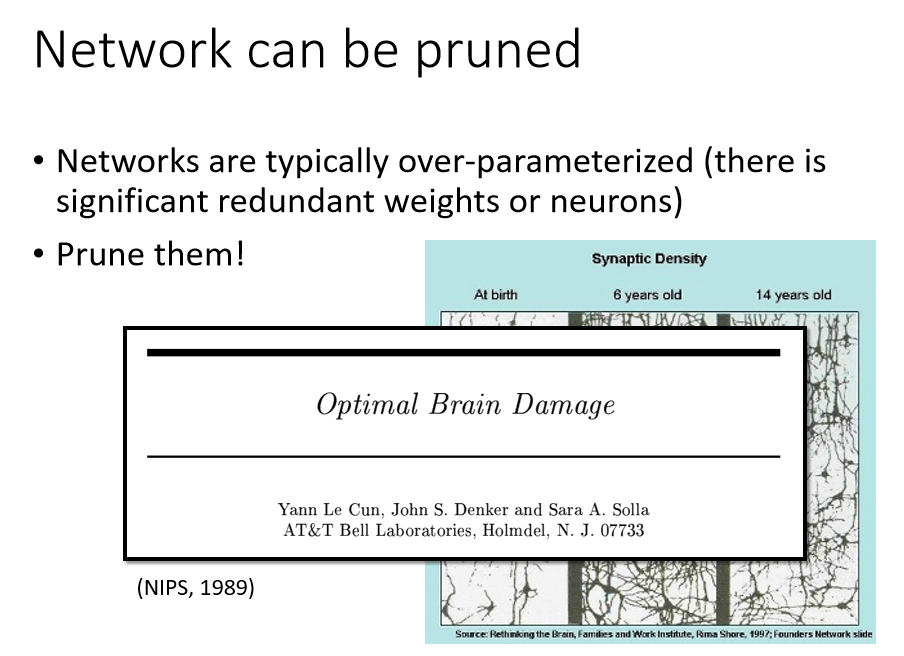 Network can be pruned
• Networks are typically over-parameterized (there is
significant redundant weights or neurons)
• Prune them!
Synaptic Density
At birth
6 years old
14 years old
Optimal Brain Damage
Yann Le Cun, John S. Denker and Sara A. Solla
AT&T Bell Laboratories, Holmdel, N. J. 07733
(NIPS, 1989)
Source: Rethinking the Brain, Families and Work Institute, Rima Shore, 1997; Founders Network slide